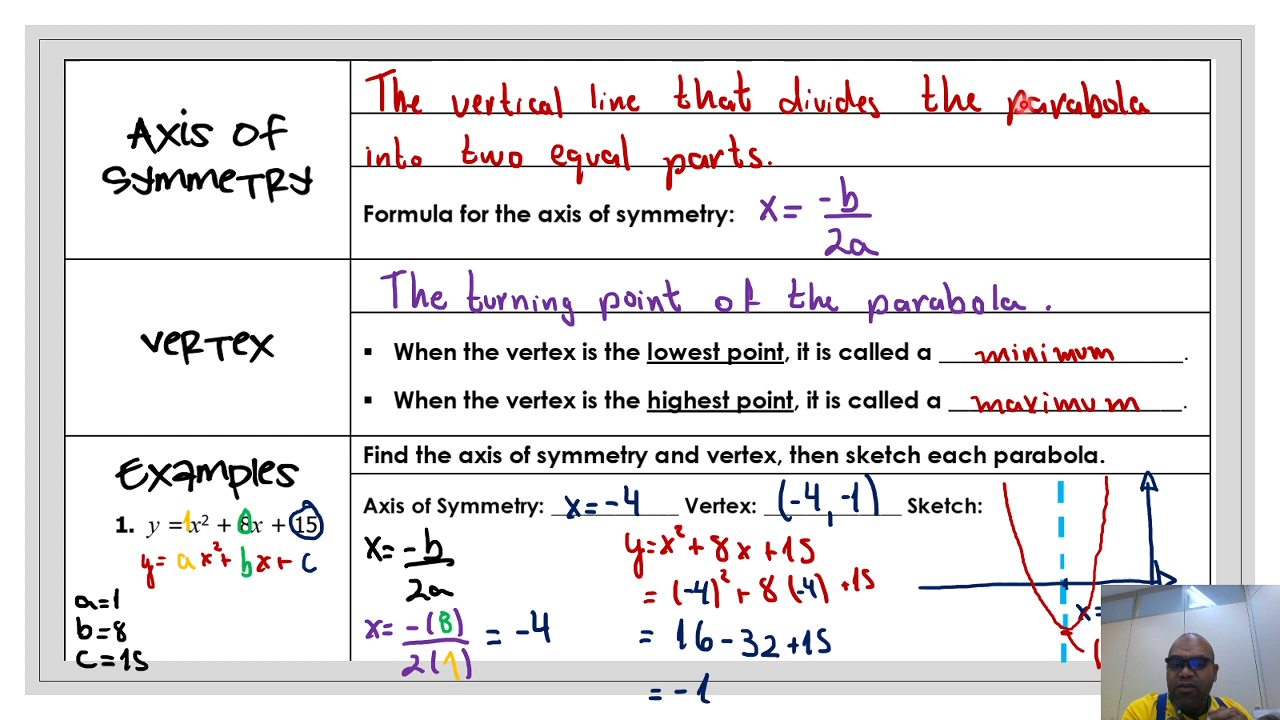 Axis of
Symmetry
The vertical line that divides the parabola
into two equal parts.
Formula for the axis of symmetry: x = -b/2a
Vertex
The turning point of the parabola.
▪ When the vertex is the lowest point, it is called a minimum.
▪ When the vertex is the highest point, it is called a maximum.
Examples
1. y = 1x² + 8x + 15
y = ax² + bx + c
a=1
b=8
c=15
Find the axis of symmetry and vertex, then sketch each parabola.
Axis of Symmetry: x=-4 Vertex: (-4,-1) Sketch:
x = -b/2a
x = -(8)/2(1) = -4
y=x²+8x+15
= (-4)²+8(-4)+15
= 16-32+15
= -1
x=
(